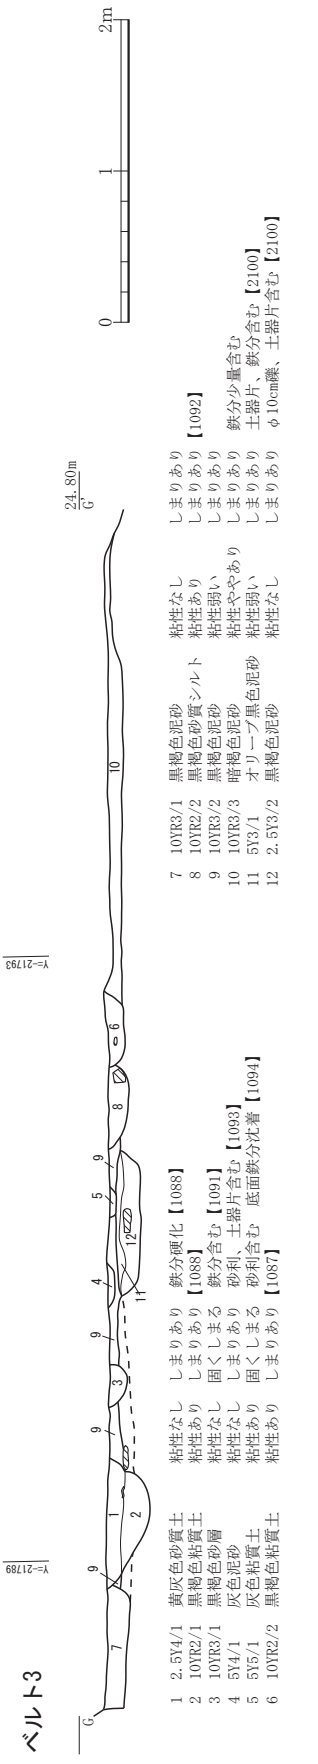 ベルト3
G
Y=-21789
Y=-21793
24.80m
G'
7
9
1
2
9
3
9
4
5
9
11
12
8
6
10
0
1
2m
1 2.5Y4/1 黄灰色砂質土 粘性なし しまりあり 鉄分硬化【1088】
2 10YR2/1 黒褐色粘質土 粘性あり しまりあり【1088】
3 10YR3/1 黒褐色砂層 粘性なし 固くしまる 鉄分含む【1091】
4 5Y4/1 灰色泥砂 粘性なし しまりあり 砂利、土器片含む【1093】
5 5Y5/1 灰色粘質土 粘性あり 固くしまる 砂利含む 底面鉄分沈着【1094】
6 10YR2/2 黒褐色粘質土 粘性あり しまりあり【1087】
7 10YR3/1 黒褐色泥砂 粘性なし しまりあり
8 10YR2/2 黒褐色砂質シルト 粘性あり しまりあり【1092】
9 10YR3/2 黒褐色泥砂 粘性弱い しまりあり
10 10YR3/3 暗褐色泥砂 粘性ややあり しまりあり 鉄分少量含む
11 5Y3/1 オリーブ黒色泥砂 粘性弱い しまりあり 土器片、鉄分含む【2100】
12 2.5Y3/2 黒褐色泥砂 粘性なし しまりあり φ10cm礫、土器片含む【2100】